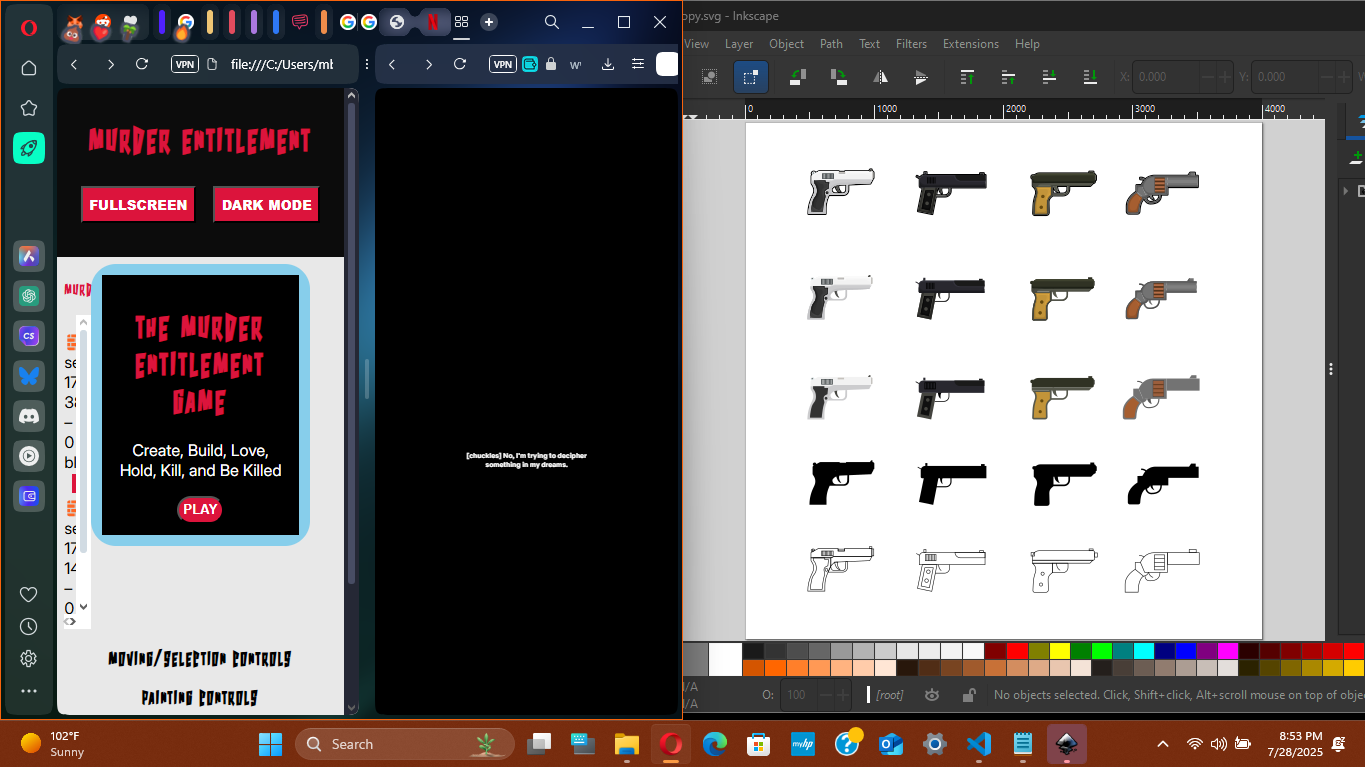 opy.svg - Inkscape
View Layer Object Path Text Filters Extensions Help
VPN
file:///C:/Users/mb
VPN
X: 0.000
Y: 0.000
0 1000 2000 3000 4000
MURDER ENTITLEMENT
FULLSCREEN
DARK MODE
MURD
THE MURDER
ENTITLEMENT
GAME
Create, Build, Love,
Hold, Kill, and Be Killed
PLAY
se
17
38
–
0
bl
se
17
14
–
0
[chuckles] No, I'm trying to decipher
something in my dreams.
MOVING/SELECTION CONTROLS
PAINTING CONTROLS
I/A
I/A
O: 100
[root]
No objects selected. Click, Shift+click, Alt+scroll mouse on top of obje
102°F
Sunny
Search
myhp
8:53 PM
7/28/2025